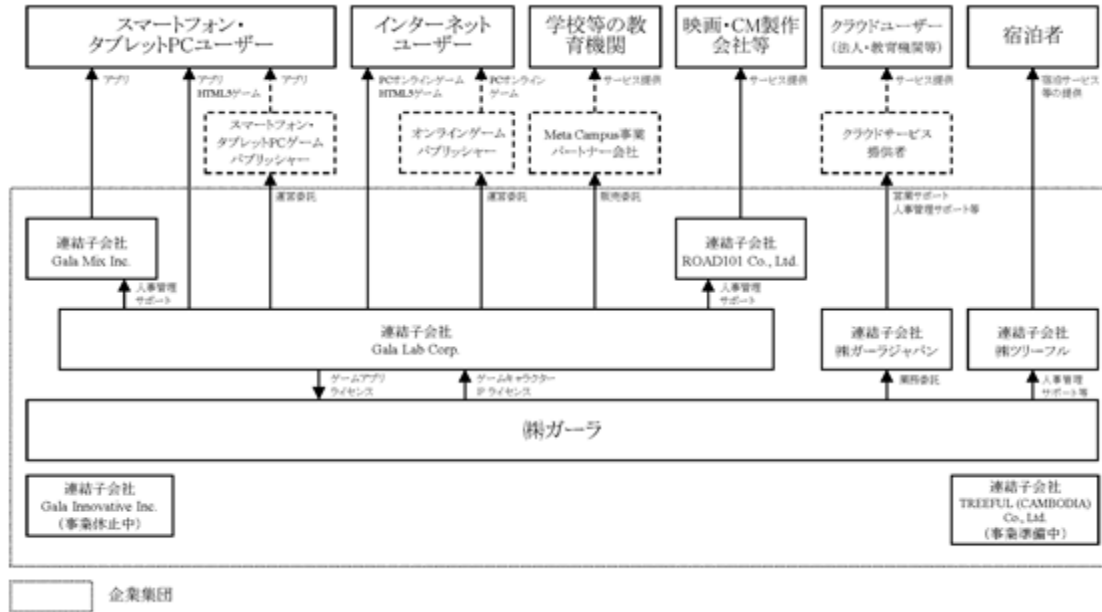 スマートフォン・
タブレットPCユーザー
インターネット
ユーザー
学校等の教
育機関
映画・CM製作
会社等
クラウドユーザー
（法人・教育機関等）
宿泊者
アプリ
アプリ
HTML5ゲーム
アプリ
PCオンラインゲーム
HTML5ゲーム
PCオンライン
ゲーム
サービス提供
サービス提供
サービス提供
宿泊サービス
等の提供
スマートフォン・
タブレットPCゲーム
パブリッシャー
オンラインゲーム
パブリッシャー
Meta Campus事業
パートナー会社
クラウドサービス
提供者
運営委託
運営委託
販売委託
営業サポート
人事管理サポート等
連結子会社
Gala Mix Inc.
連結子会社
ROAD101 Co., Ltd.
人事管理
サポート
人事管理
サポート
連結子会社
Gala Lab Corp.
連結子会社
㈱ガーラジャパン
連結子会社
㈱ツリーフル
ゲームアプリ
ライセンス
ゲームキャラクター
IPライセンス
業務委託
人事管理
サポート等
㈱ガーラ
連結子会社
Gala Innovative Inc.
（事業休止中）
連結子会社
TREEFUL (CAMBODIA)
Co., Ltd.
（事業準備中）
企業集団